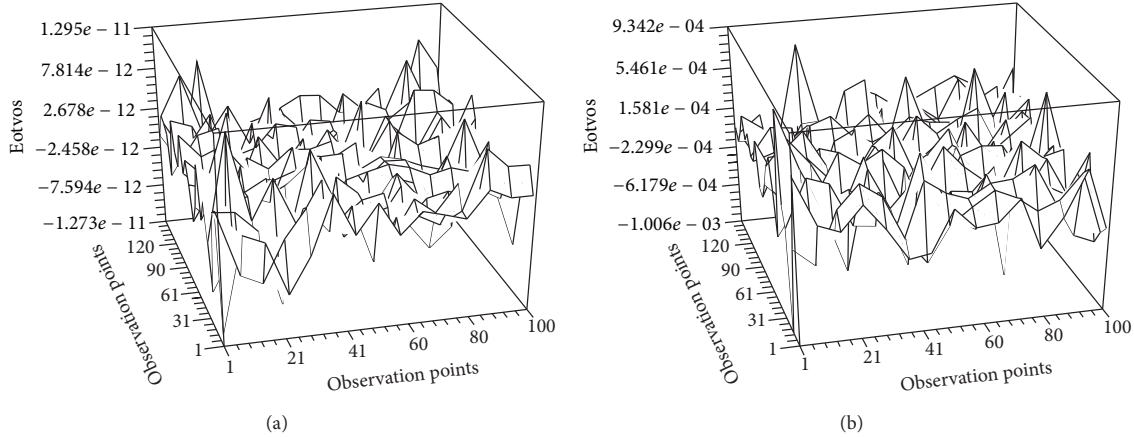 1.295e − 11
7.814e − 12
2.678e − 12
−2.458e − 12
−7.594e − 12
−1.273e − 11
Eotvos
120
90
61
31
1
Observation points
1
21
41
60
80
100
Observation points
(a)
9.342e − 04
5.461e − 04
1.581e − 04
−2.299e − 04
−6.179e − 04
−1.006e − 03
Eotvos
120
90
61
31
1
Observation points
1
21
41
60
80
100
Observation points
(b)